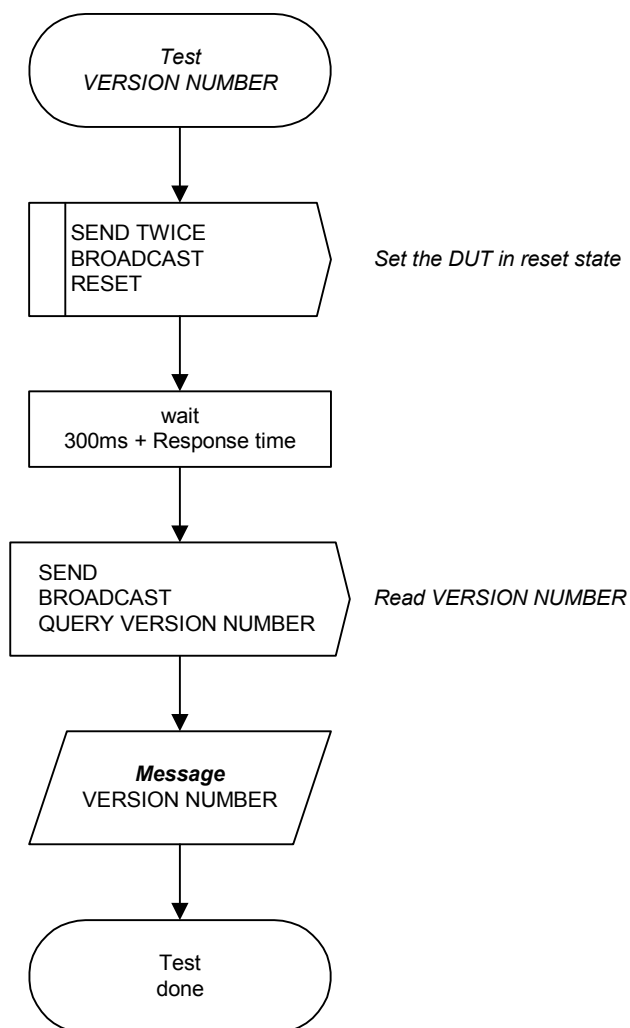 Test
VERSION NUMBER
SEND TWICE
BROADCAST
RESET
Set the DUT in reset state
wait
300ms + Response time
SEND
BROADCAST
QUERY VERSION NUMBER
Read VERSION NUMBER
Message
VERSION NUMBER
Test
done